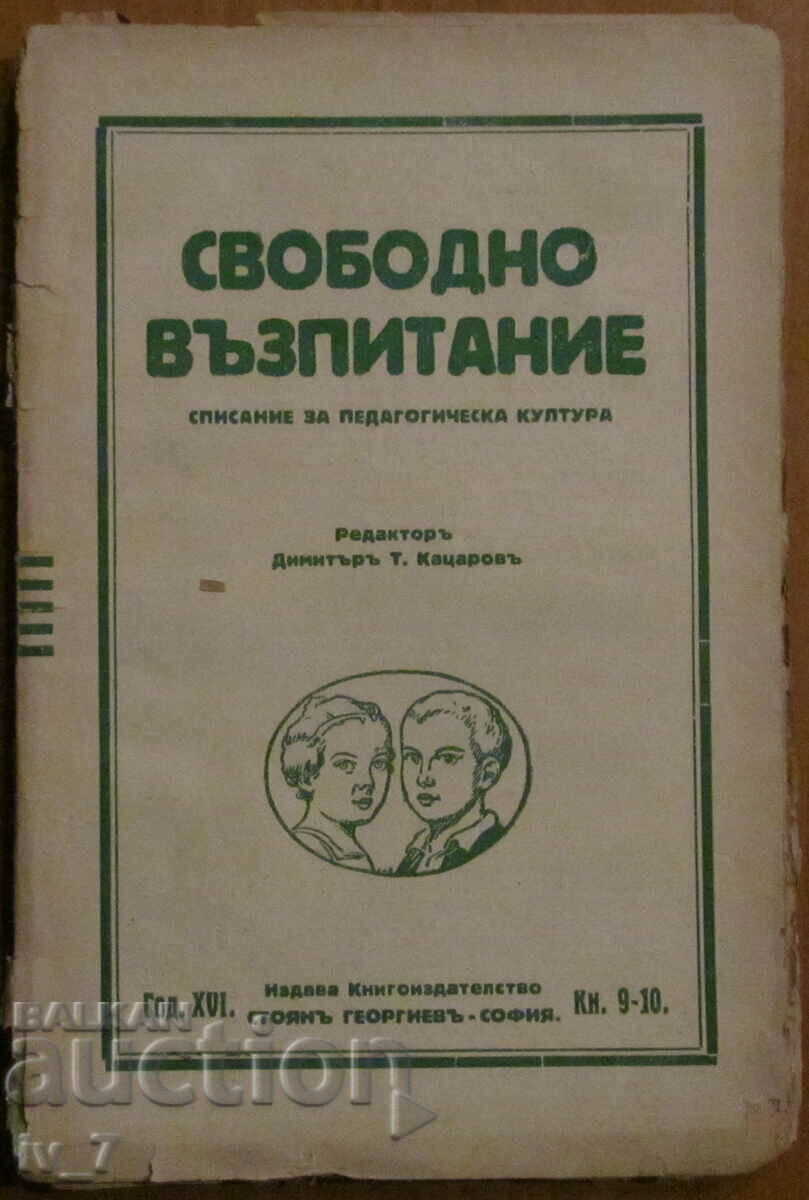 СВОБОДНО
ВЪЗПИТАНИЕ
СПИСАНИЕ ЗА ПЕДАГОГИЧЕСКА КУЛТУРА
Редакторъ
Димитъръ Т. Кацаровъ
Год. XVI.
Издава Книгоиздателство
СТОЯНЪ ГЕОРГИЕВЪ - СОФИЯ.
Кн. 9-10.
BALKAN
auction
iv_7